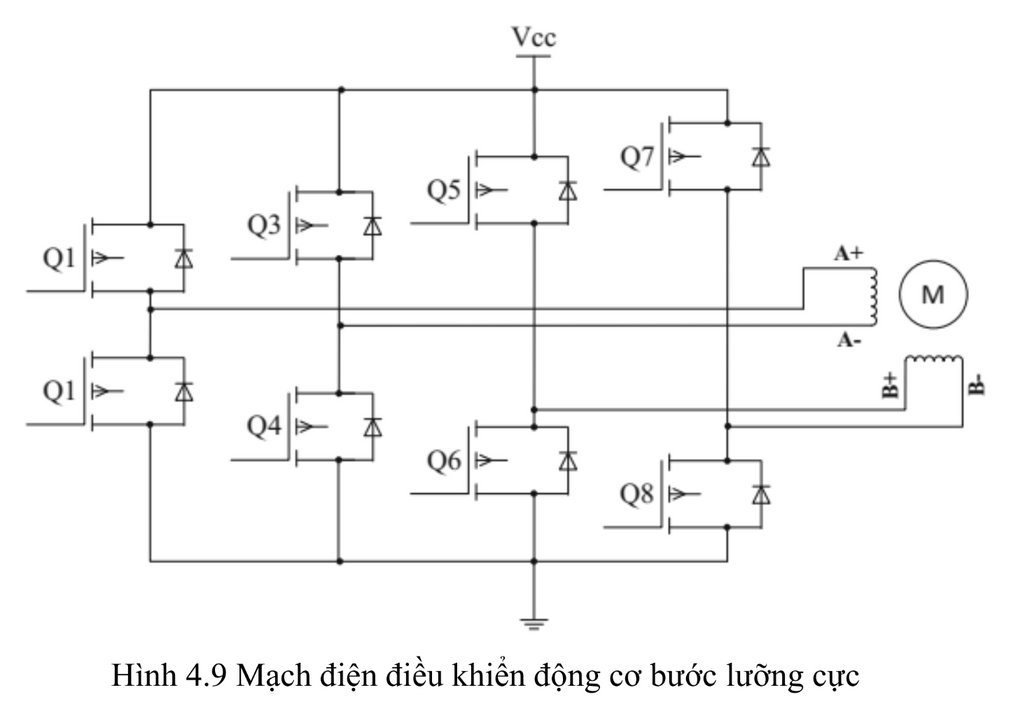 Vcc
Q7
Q5
Q3
Q1
A+
M
A-
Q1
B+
B-
Q4
Q6
Q8
Hình 4.9 Mạch điện điều khiển động cơ bước lưỡng cực